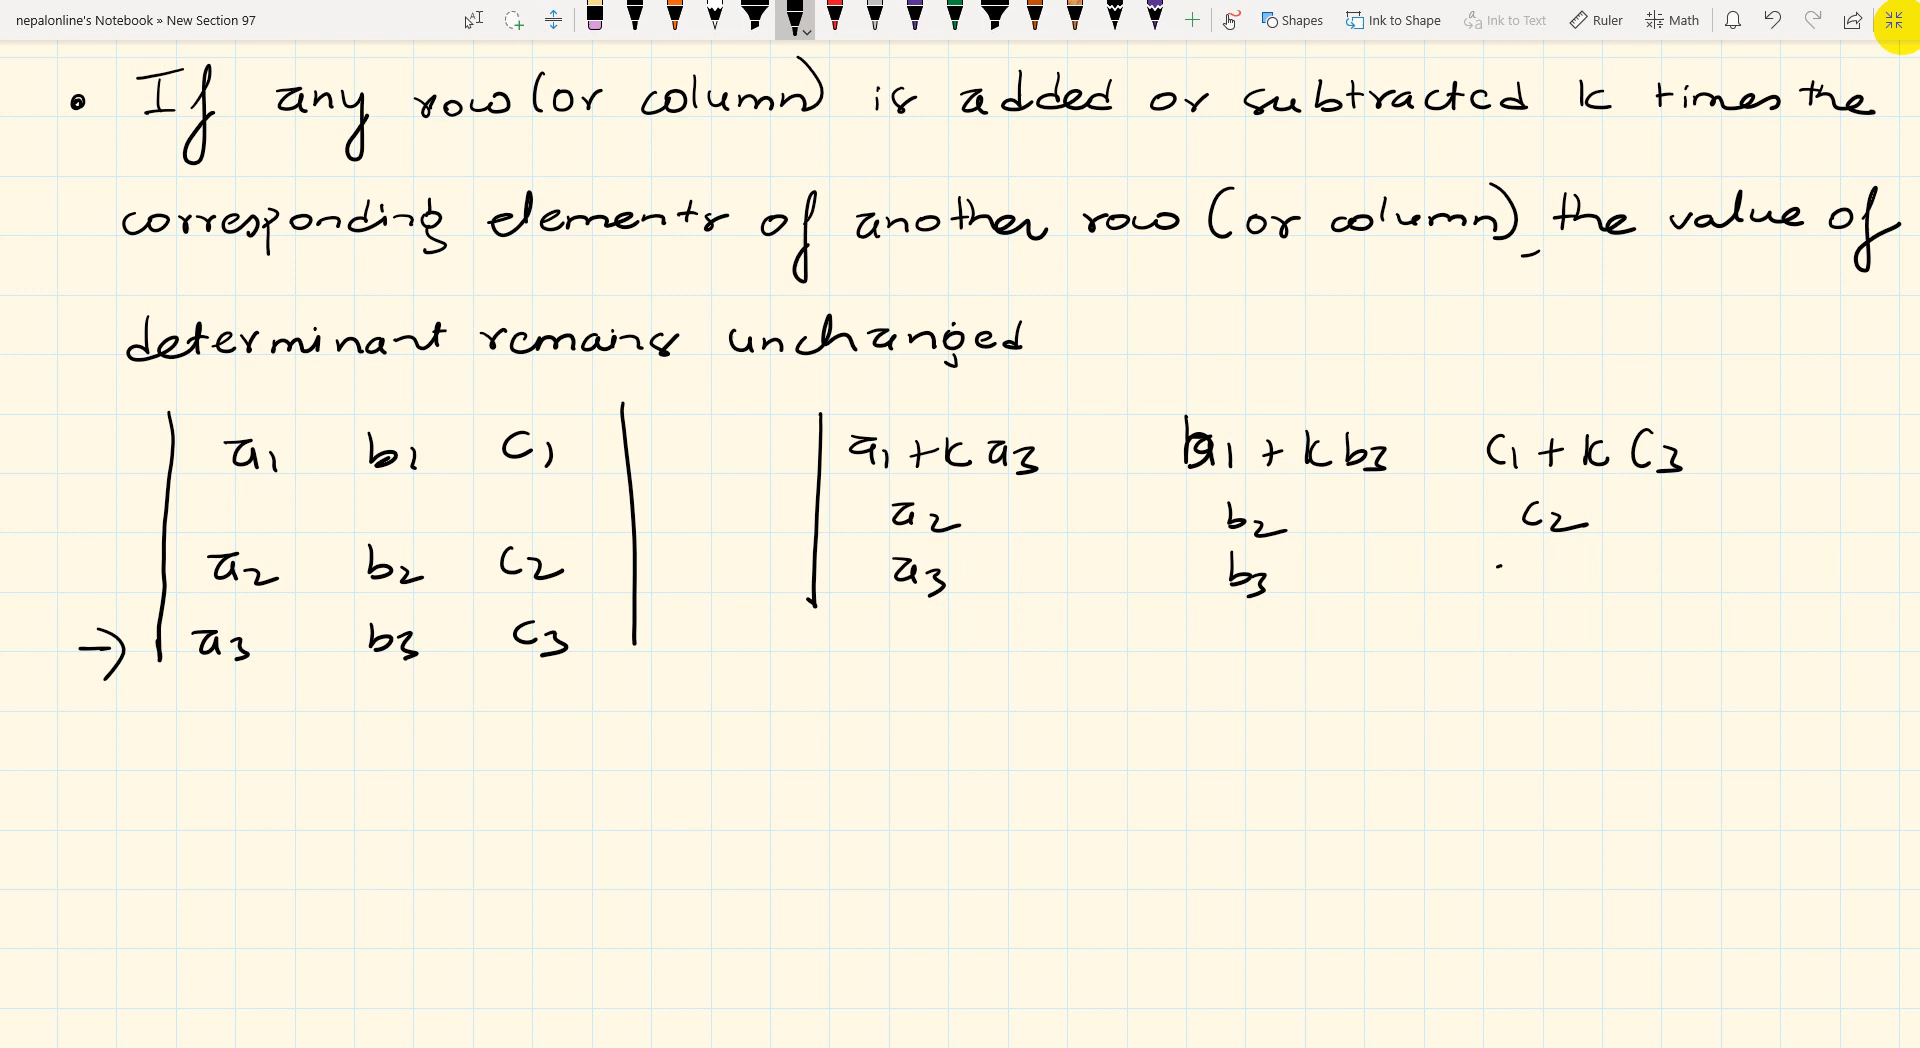 nepalonline's Notebook » New Section 97
Shapes Ink to Shape Ink to Text Ruler Math
• If any row (or column) is added or subtracted k times the
corresponding elements of another row (or column), the value of
determinant remains unchanged
a1 b1 c1
a2 b2 c2
→ a3 b3 c3
a1 + k a3 b1 + k b3 c1 + k c3
a2 b2 c2
a3 b3